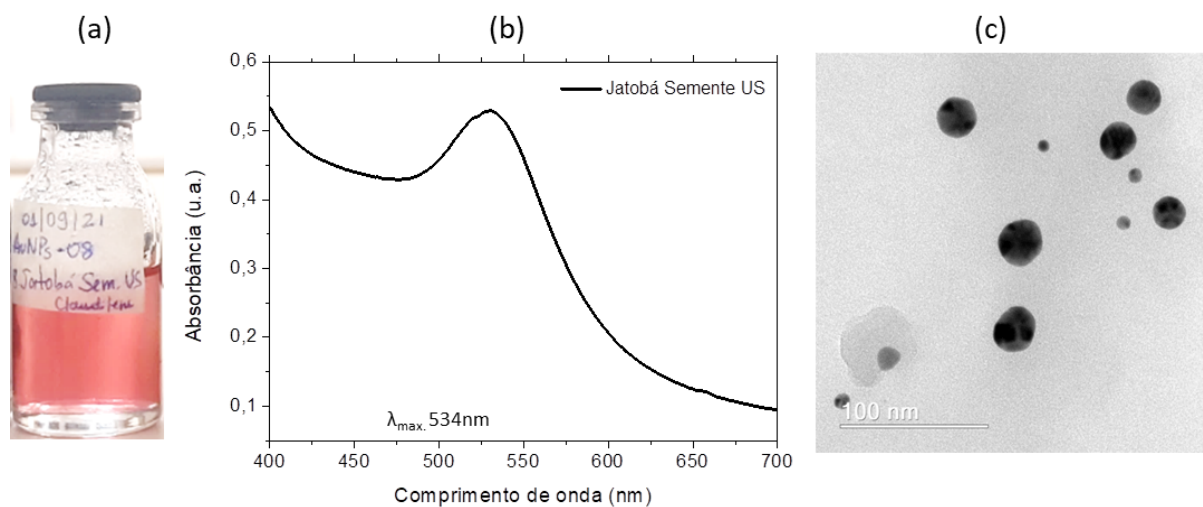 (a)
(b)
(c)
01/09/21
AuNPs-08
Jatobá Sem. US
0,6
0,5
0,4
0,3
0,2
0,1
Absorbância (u.a.)
Jatobá Semente US
λmax. 534nm
400
450
500
550
600
650
700
Comprimento de onda (nm)
100 nm